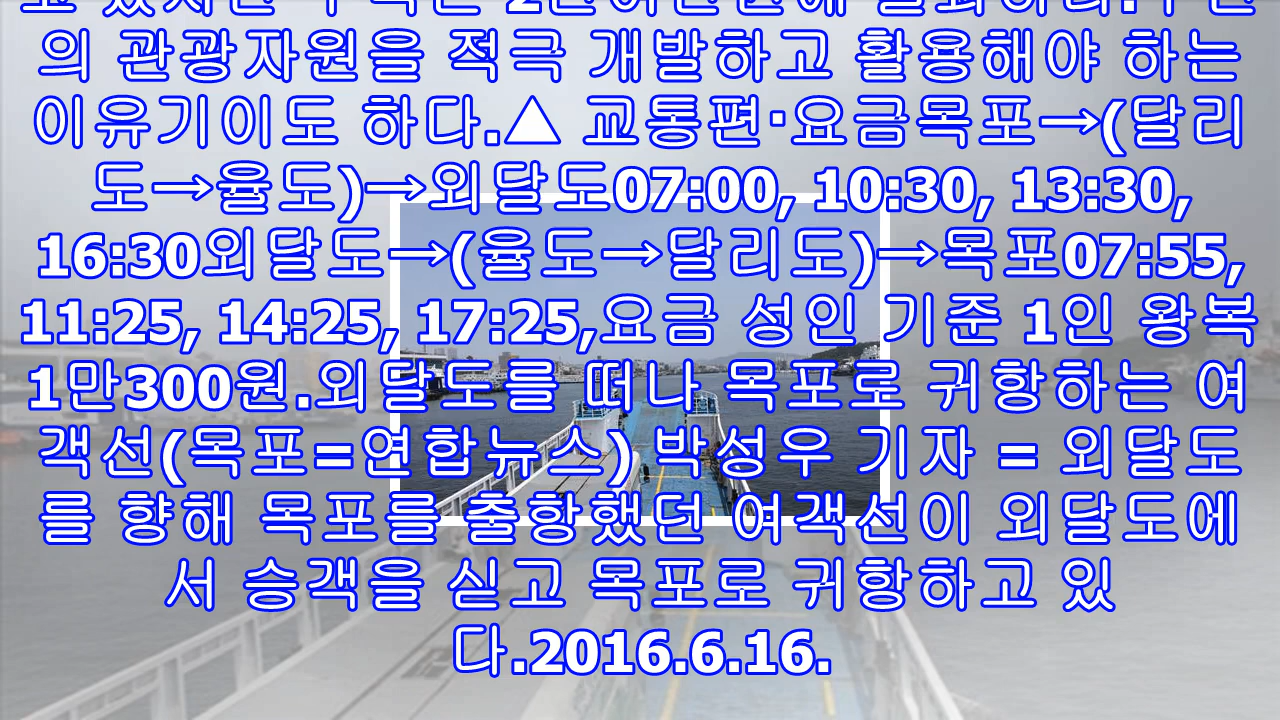 의 관광자원을 적극 개발하고 활용해야 하는
이유기이도 하다.▲ 교통편·요금목포→(달리
도→율도)→외달도07:00, 10:30, 13:30,
16:30외달도→(율도→달리도)→목포07:55,
11:25, 14:25, 17:25,요금 성인 기준 1인 왕복
1만300원.외달도를 떠나 목포로 귀항하는 여
객선(목포=연합뉴스) 박성우 기자 = 외달도
를 향해 목포를 출항했던 여객선이 외달도에
서 승객을 싣고 목포로 귀항하고 있
다.2016.6.16.